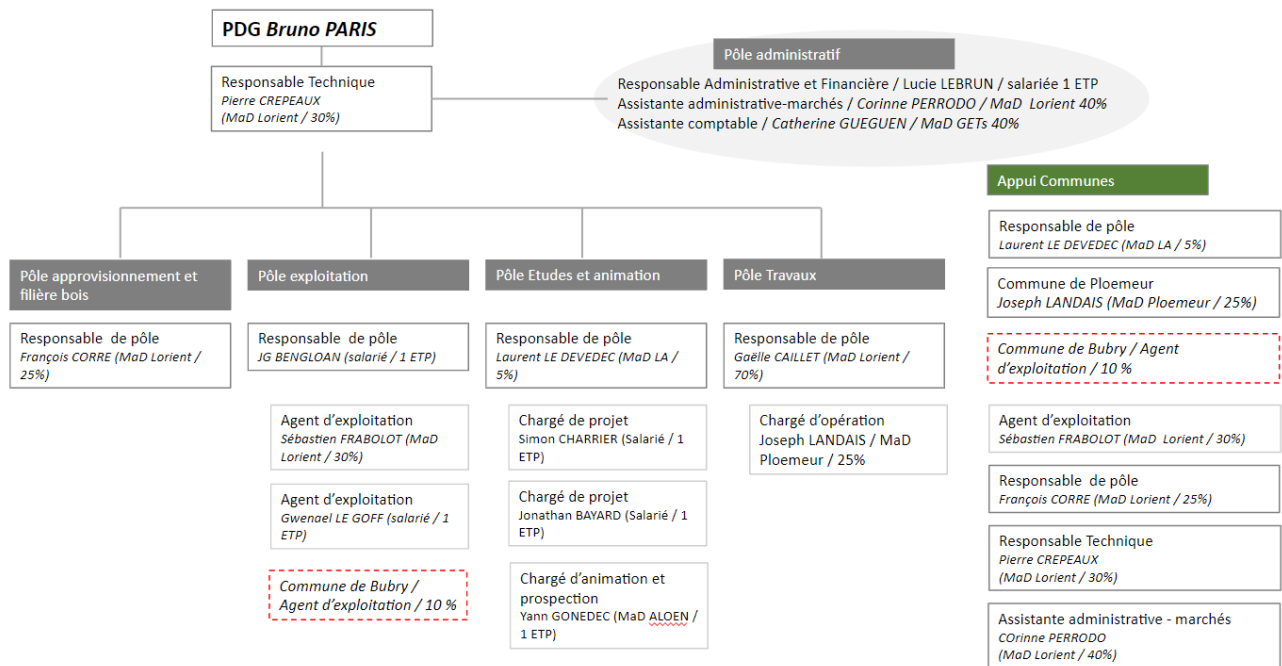 PDG Bruno PARIS
Responsable Technique
Pierre CREPEAUX
(MaD Lorient / 30%)
Pôle administratif
Responsable Administrative et Financière / Lucie LEBRUN / salariée 1 ETP
Assistante administrative-marchés / Corinne PERRODO / MaD Lorient 40%
Assistante comptable / Catherine GUEGUEN / MaD GETs 40%
Pôle approvisionnement et
filière bois
Responsable de pôle
François CORRE (MaD Lorient /
25%)
Pôle exploitation
Responsable de pôle
JG BENGLOAN (salarié / 1 ETP)
Agent d’exploitation
Sébastien FRABOLOT (MaD
Lorient / 30%)
Agent d’exploitation
Gwenael LE GOFF (salarié / 1
ETP)
Commune de Bubry /
Agent d’exploitation / 10 %
Pôle Etudes et animation
Responsable de pôle
Laurent LE DEVEDEC (MaD LA /
5%)
Chargé de projet
Simon CHARRIER (Salarié / 1
ETP)
Chargé de projet
Jonathan BAYARD (Salarié / 1
ETP)
Chargé d’animation et
prospection
Yann GONEDEC (MaD ALOEN /
1 ETP)
Pôle Travaux
Responsable de pôle
Gaëlle CAILLET (MaD Lorient /
70%)
Chargé d’opération
Joseph LANDAIS / MaD
Ploemeur / 25%
Appui Communes
Responsable de pôle
Laurent LE DEVEDEC (MaD LA / 5%)
Commune de Ploemeur
Joseph LANDAIS (MaD Ploemeur / 25%)
Commune de Bubry / Agent
d’exploitation / 10 %
Agent d’exploitation
Sébastien FRABOLOT (MaD Lorient / 30%)
Responsable de pôle
François CORRE (MaD Lorient / 25%)
Responsable Technique
Pierre CREPEAUX
(MaD Lorient / 30%)
Assistante administrative - marchés
COrinne PERRODO
(MaD Lorient / 40%)